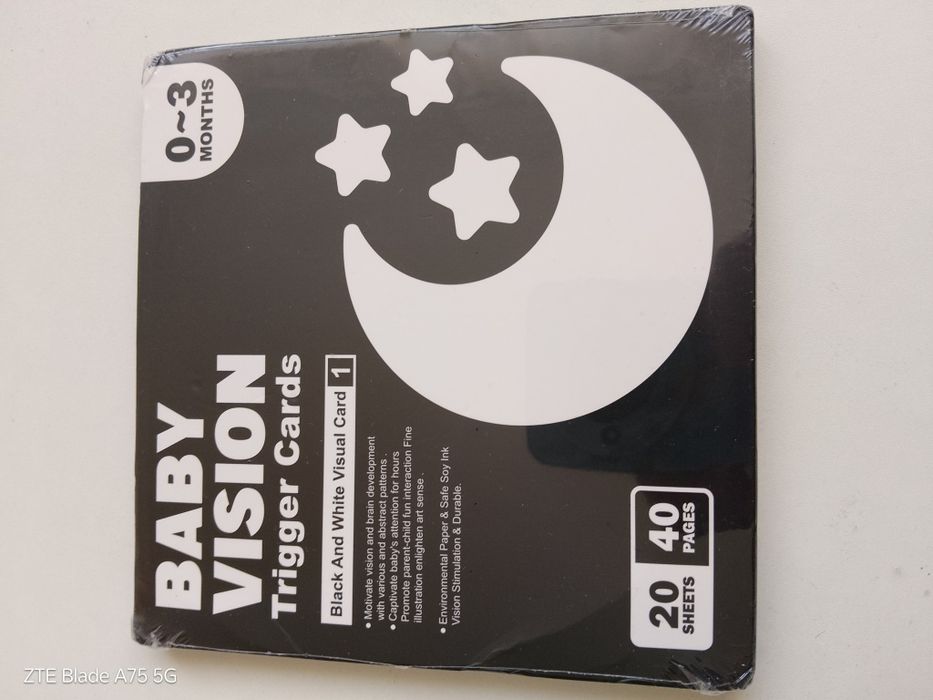 0~3
MONTHS
BABY
VISION
Trigger Cards
Black And White Visual Card 1
• Motivate vision and brain development
with various and abstract patterns .
• Captivate baby's attention for hours
Promote parent-child fun interaction Fine
illustration enlighten art sense .
• Environmental Paper & Safe Soy Ink
Vision Stimulation & Durable.
20
SHEETS
40
PAGES
ZTE Blade A75 5G